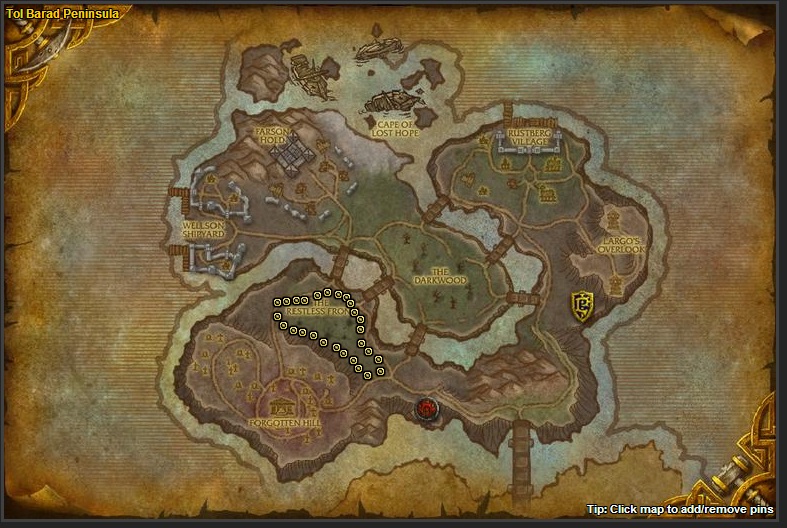 Tol Barad Peninsula
CAPE OF
LOST HOPE
FARSON
HOLD
RUSTBERG
VILLAGE
WELLSON
SHIPYARD
LARGO'S
OVERLOOK
THE
DARKWOOD
THE
RESTLESS FRONT
FORGOTTEN HILL
Tip: Click map to add/remove pins